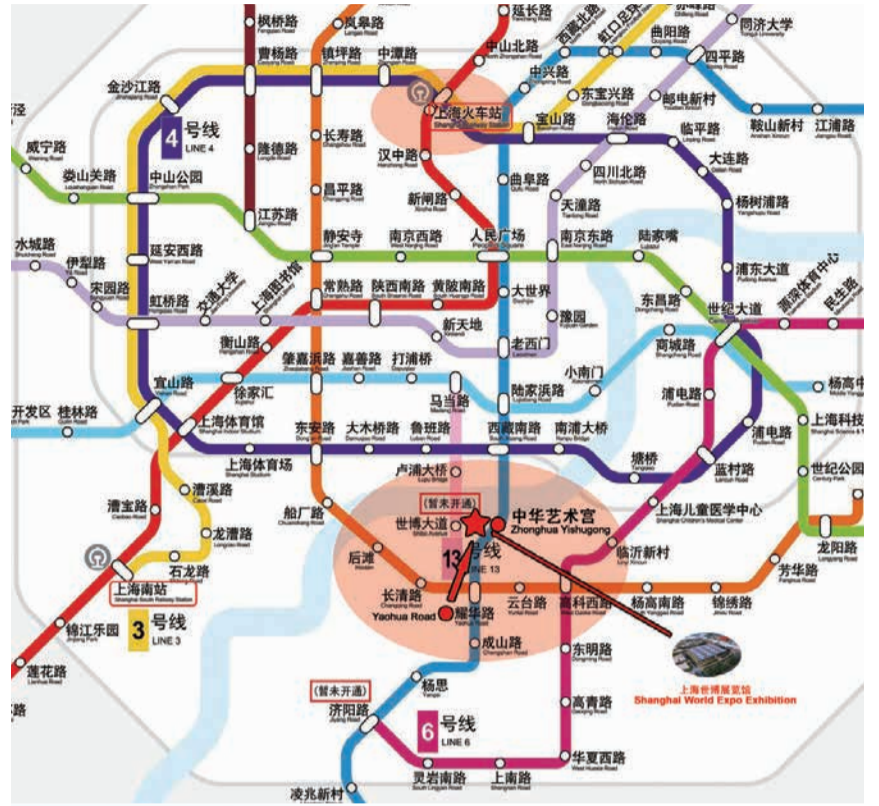 枫桥路
岚皋路
延长路
西藏北路
虹口足球
赤峰路
同济大学
曹杨路
镇坪路
中潭路
中山北路
曲阳路
四平路
金沙江路
中兴路
东宝兴路
邮电新村
上海火车站
Shanghai Railway Station
宝山路
海伦路
鞍山新村
江浦路
4
号线
LINE 4
长寿路
汉中路
临平路
威宁路
隆德路
四川北路
大连路
娄山关路
中山公园
昌平路
新闸路
曲阜路
天潼路
杨树浦路
江苏路
水城路
伊犁路
延安西路
静安寺
南京西路
人民广场
南京东路
陆家嘴
浦东大道
宋园路
虹桥路
交通大学
上海图书馆
常熟路
陕西南路
黄陂南路
大世界
豫园
东昌路
世纪大道
源深体育中心
民生路
衡山路
新天地
老西门
商城路
宜山路
肇嘉浜路
嘉善路
打浦桥
小南门
徐家汇
马当路
陆家浜路
浦电路
杨高中
开发区
桂林路
上海体育馆
东安路
大木桥路
鲁班路
西藏南路
南浦大桥
浦电路
上海科技
上海体育场
卢浦大桥
塘桥
蓝村路
世纪公园
漕溪路
(暂未开通)
中华艺术宫
Zhonghua Yishugong
上海儿童医学中心
漕宝路
船厂路
世博大道
龙漕路
13
号线
LINE 13
临沂新村
龙阳路
石龙路
后滩
芳华路
上海南站
Shanghai South Railway Station
长清路
Yaohua Road
耀华路
云台路
高科西路
杨高南路
锦绣路
锦江乐园
3
号线
LINE 3
成山路
东明路
莲花路
(暂未开通)
杨思
上海世博展览馆
Shanghai World Expo Exhibition
济阳路
6
号线
LINE 6
高青路
华夏西路
凌兆新村
灵岩南路
上南路